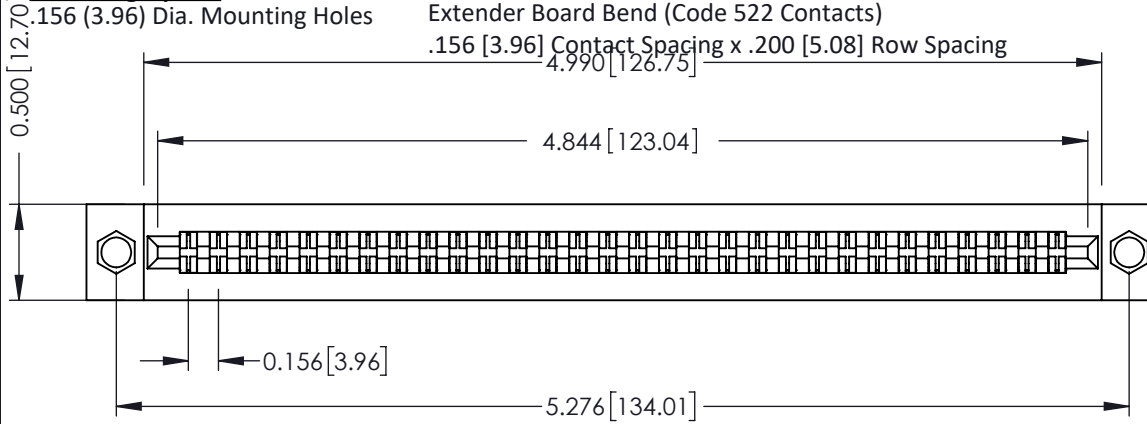 .156 (3.96) Dia. Mounting Holes
Extender Board Bend (Code 522 Contacts)
.156 [3.96] Contact Spacing x .200 [5.08] Row Spacing
0.500 [12.70
4.990 [126.75]
4.844 [123.04]
0.156 [3.96]
5.276 [134.01]